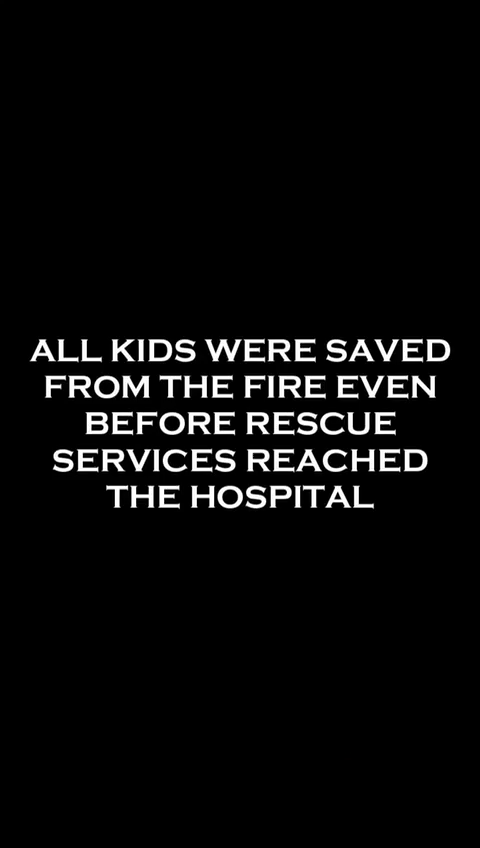 ALL KIDS WERE SAVED
FROM THE FIRE EVEN
BEFORE RESCUE
SERVICES REACHED
THE HOSPITAL